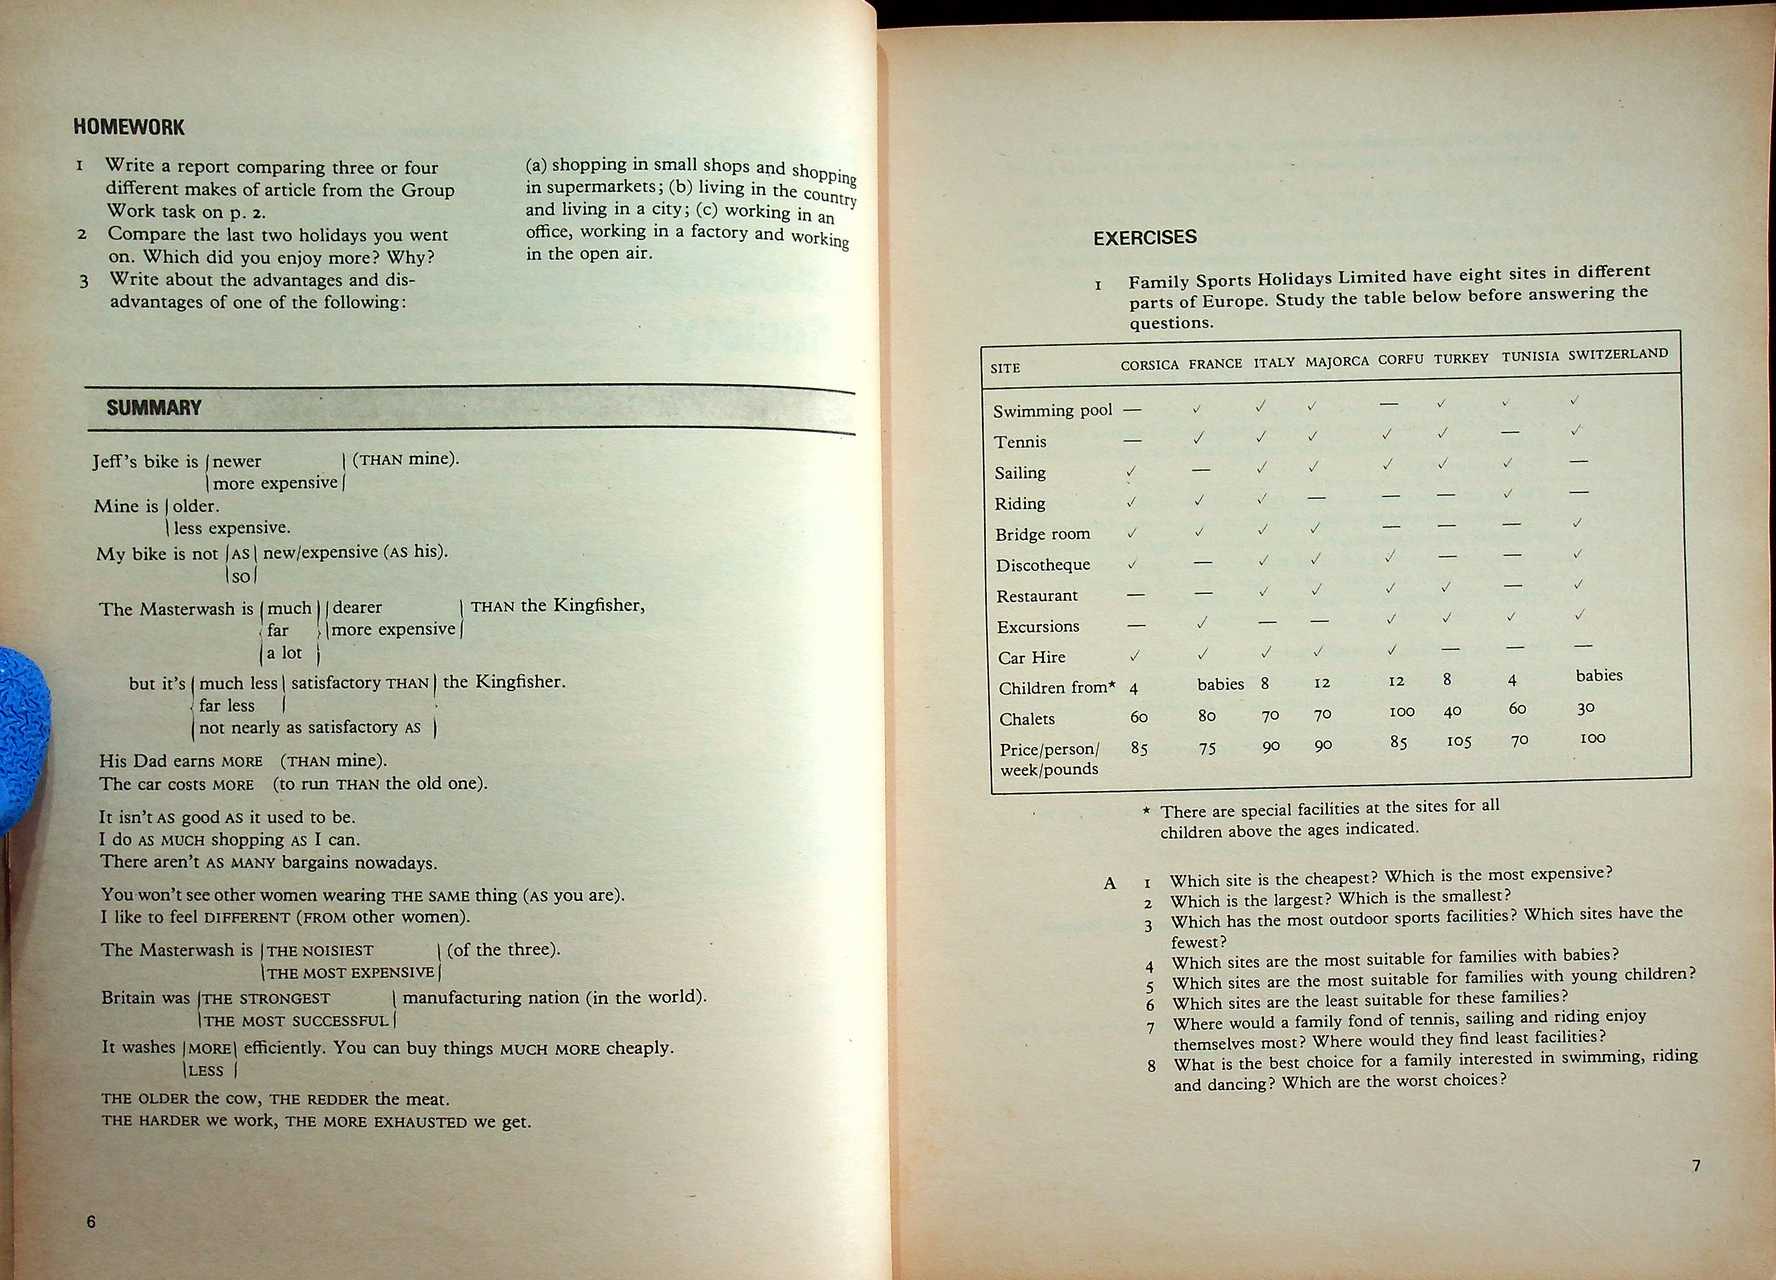 HOMEWORK
1 Write a report comparing three or four
different makes of article from the Group
Work task on p. 2.
2 Compare the last two holidays you went
on. Which did you enjoy more? Why?
3 Write about the advantages and dis-
advantages of one of the following:
(a) shopping in small shops and shopping
in supermarkets; (b) living in the country
and living in a city; (c) working in an
office, working in a factory and working
in the open air.
SUMMARY
Jeff's bike is newer (THAN mine).
more expensive
Mine is older.
less expensive.
My bike is not AS new/expensive (AS his).
so
The Masterwash is much dearer THAN the Kingfisher,
far more expensive
a lot
but it's much less satisfactory THAN the Kingfisher.
far less
not nearly as satisfactory AS
His Dad earns MORE (THAN mine).
The car costs MORE (to run THAN the old one).
It isn't AS good AS it used to be.
I do AS MUCH shopping AS I can.
There aren't AS MANY bargains nowadays.
You won't see other women wearing THE SAME thing (AS you are).
I like to feel DIFFERENT (FROM other women).
The Masterwash is THE NOISIEST (of the three).
THE MOST EXPENSIVE
Britain was THE STRONGEST manufacturing nation (in the world).
THE MOST SUCCESSFUL
It washes MORE efficiently. You can buy things MUCH MORE cheaply.
LESS
THE OLDER the cow, THE REDDER the meat.
THE HARDER we work, THE MORE EXHAUSTED we get.
6
EXERCISES
1 Family Sports Holidays Limited have eight sites in different
parts of Europe. Study the table below before answering the
questions.
SITE CORSICA FRANCE ITALY MAJORCA CORFU TURKEY TUNISIA SWITZERLAND
Swimming pool — ✓ ✓ ✓ — ✓ ✓ ✓
Tennis — ✓ ✓ ✓ ✓ ✓ — ✓
Sailing ✓ — ✓ ✓ ✓ ✓ ✓ —
Riding ✓ ✓ ✓ — — — ✓ —
Bridge room ✓ ✓ ✓ ✓ — — — ✓
Discotheque ✓ — ✓ ✓ ✓ — — ✓
Restaurant — — ✓ ✓ ✓ ✓ — ✓
Excursions — ✓ — — ✓ ✓ ✓ ✓
Car Hire ✓ ✓ ✓ ✓ ✓ — — —
Children from* 4 babies 8 12 12 8 4 babies
Chalets 60 80 70 70 100 40 60 30
Price/person/ 85 75 90 90 85 105 70 100
week/pounds
* There are special facilities at the sites for all
children above the ages indicated.
A 1 Which site is the cheapest? Which is the most expensive?
2 Which is the largest? Which is the smallest?
3 Which has the most outdoor sports facilities? Which sites have the
fewest?
4 Which sites are the most suitable for families with babies?
5 Which sites are the most suitable for families with young children?
6 Which sites are the least suitable for these families?
7 Where would a family fond of tennis, sailing and riding enjoy
themselves most? Where would they find least facilities?
8 What is the best choice for a family interested in swimming, riding
and dancing? Which are the worst choices?
7